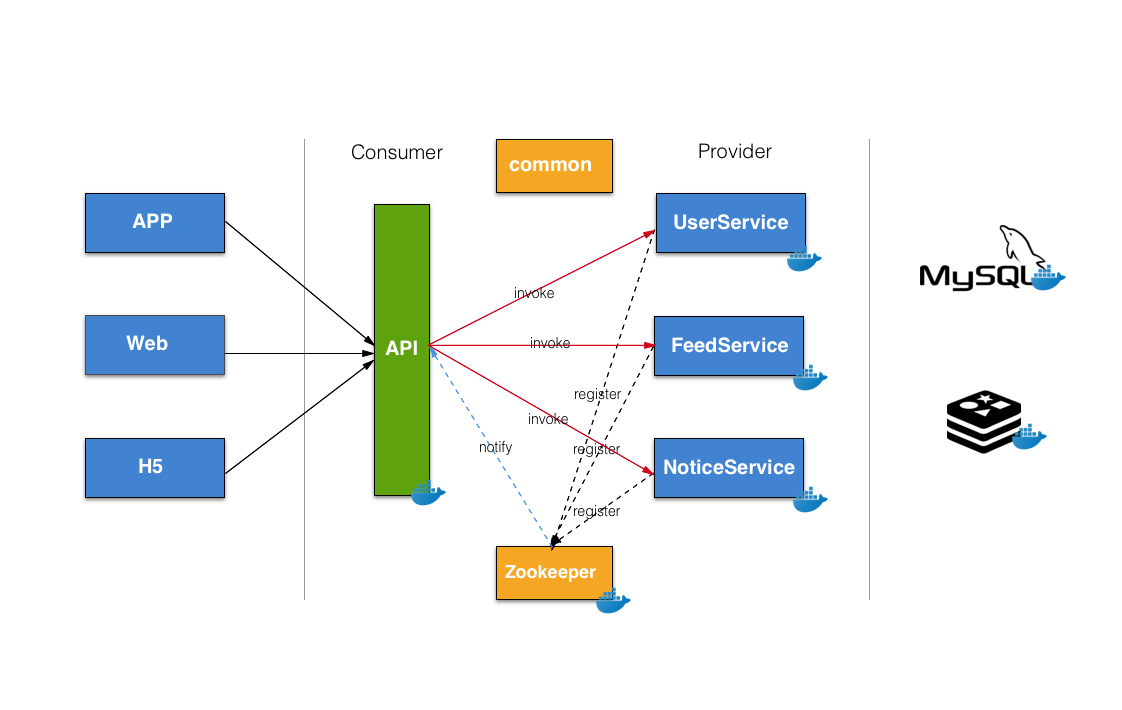 Consumer
common
Provider
APP
UserService
Web
API
invoke
invoke
FeedService
register
invoke
notify
register
H5
NoticeService
register
Zookeeper
MySQL